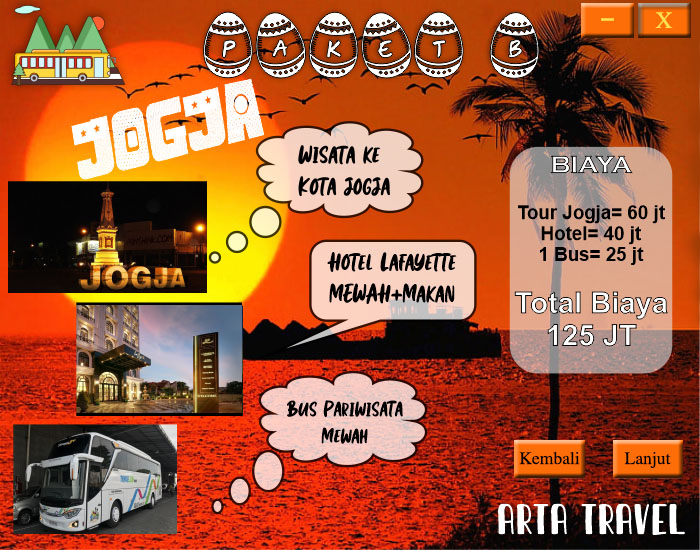 PAKET B
– X
JOGJA
WISATA KE
KOTA JOGJA
JOGJA
HOTEL LAFAYETTE
MEWAH+MAKAN
BUS PARIWISATA
MEWAH
BIAYA
Tour Jogja= 60 jt
Hotel= 40 jt
1 Bus= 25 jt
Total Biaya
125 JT
Kembali
Lanjut
ARTA TRAVEL